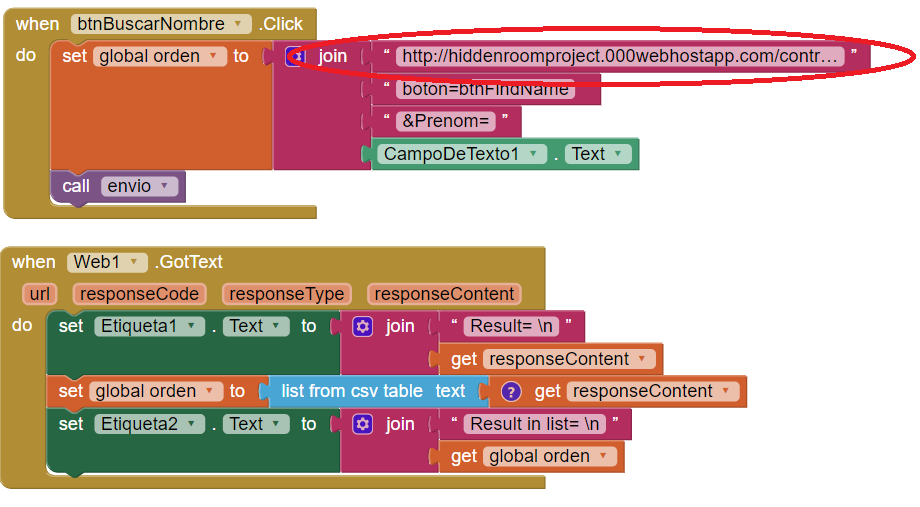 when btnBuscarNombre .Click
do set global orden to join “ http://hiddenroomproject.000webhostapp.com/contr... ”
“ boton=btnFindName
“ &Prenom= ”
CampoDeTexto1 . Text
call envio
when Web1 .GotText
url responseCode responseType responseContent
do set Etiqueta1 . Text to join “ Result= \n ”
get responseContent
set global orden to list from csv table text ? get responseContent
set Etiqueta2 . Text to join “ Result in list= \n ”
get global orden